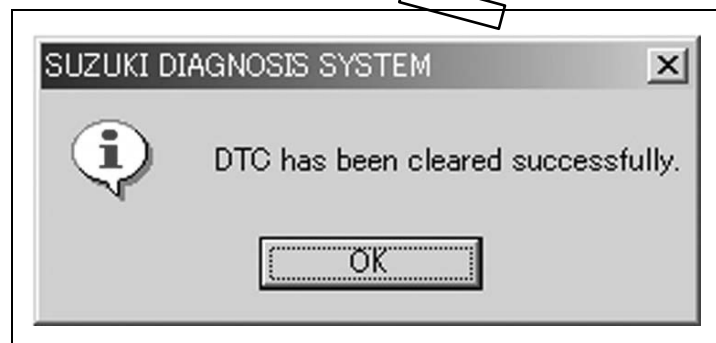 SUZUKI DIAGNOSIS SYSTEM
DTC has been cleared successfully.
OK